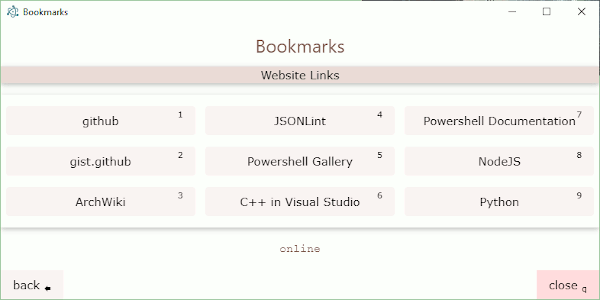 Bookmarks
Bookmarks
Website Links
github 1
JSONLint 4
Powershell Documentation 7
gist.github 2
Powershell Gallery 5
NodeJS 8
ArchWiki 3
C++ in Visual Studio 6
Python 9
online
back ⬅
close q